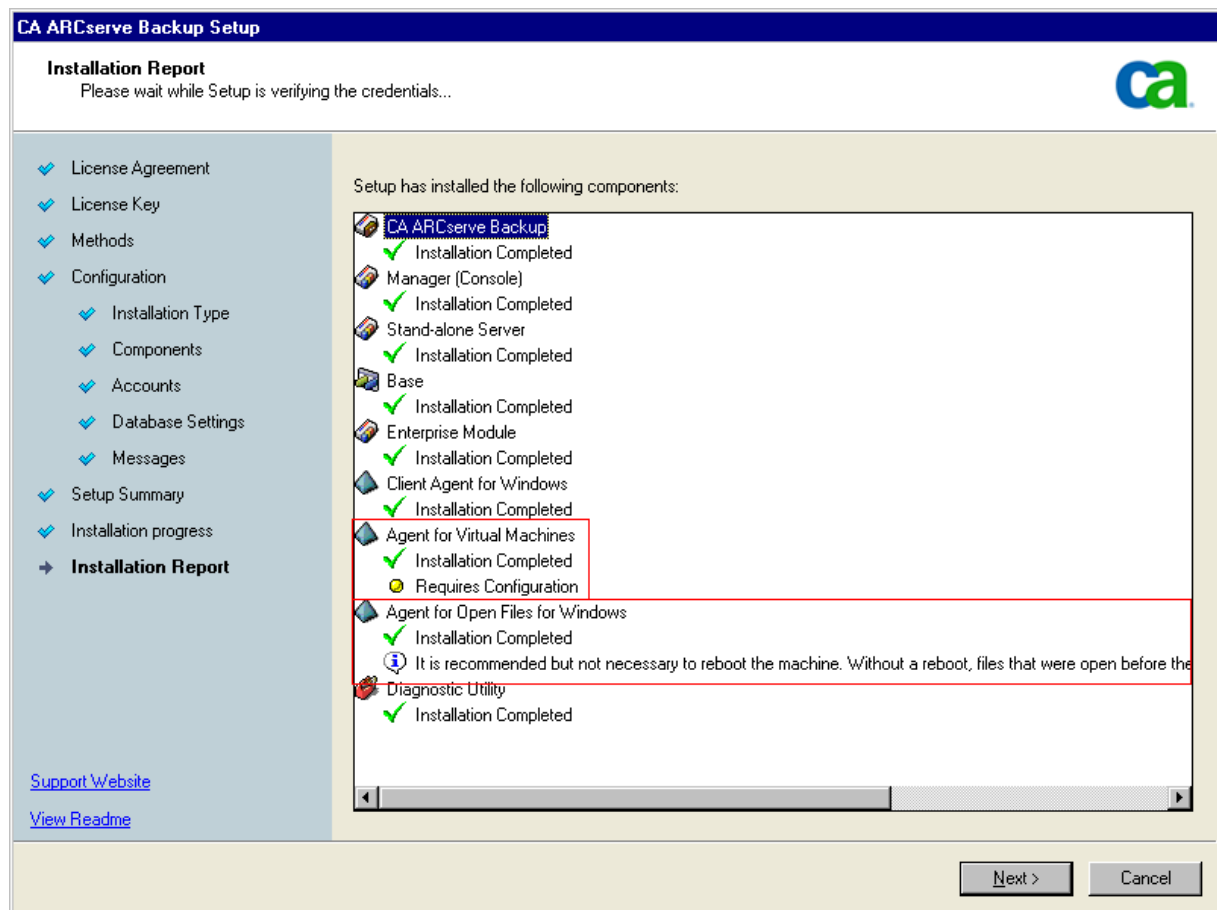 CA ARCserve Backup Setup
Installation Report
Please wait while Setup is verifying the credentials...
ca
License Agreement
License Key
Methods
Configuration
Installation Type
Components
Accounts
Database Settings
Messages
Setup Summary
Installation progress
Installation Report
Support Website
View Readme
Setup has installed the following components:
CA ARCserve Backup
Installation Completed
Manager (Console)
Installation Completed
Stand-alone Server
Installation Completed
Base
Installation Completed
Enterprise Module
Installation Completed
Client Agent for Windows
Installation Completed
Agent for Virtual Machines
Installation Completed
Requires Configuration
Agent for Open Files for Windows
Installation Completed
It is recommended but not necessary to reboot the machine. Without a reboot, files that were open before the
Diagnostic Utility
Installation Completed
Next >
Cancel